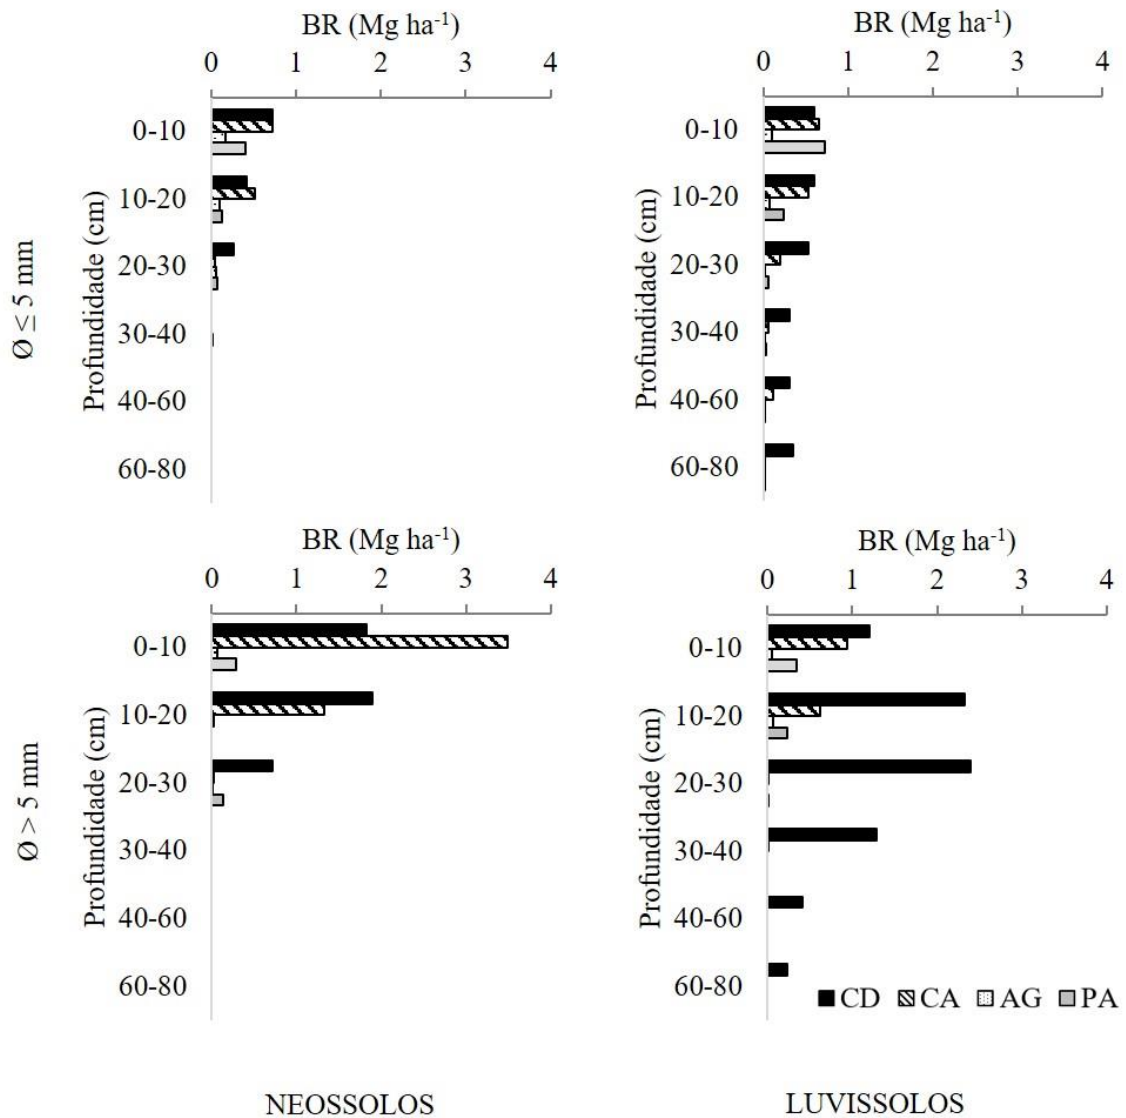 BR (Mg ha-1)
0 1 2 3 4
Ø ≤ 5 mm
Profundidade (cm)
0-10
10-20
20-30
30-40
40-60
60-80
BR (Mg ha-1)
0 1 2 3 4
Profundidade (cm)
0-10
10-20
20-30
30-40
40-60
60-80
BR (Mg ha-1)
0 1 2 3 4
Ø > 5 mm
Profundidade (cm)
0-10
10-20
20-30
30-40
40-60
60-80
BR (Mg ha-1)
0 1 2 3 4
Profundidade (cm)
0-10
10-20
20-30
30-40
40-60
60-80
CD CA AG PA
NEOSSOLOS
LUVISSOLOS